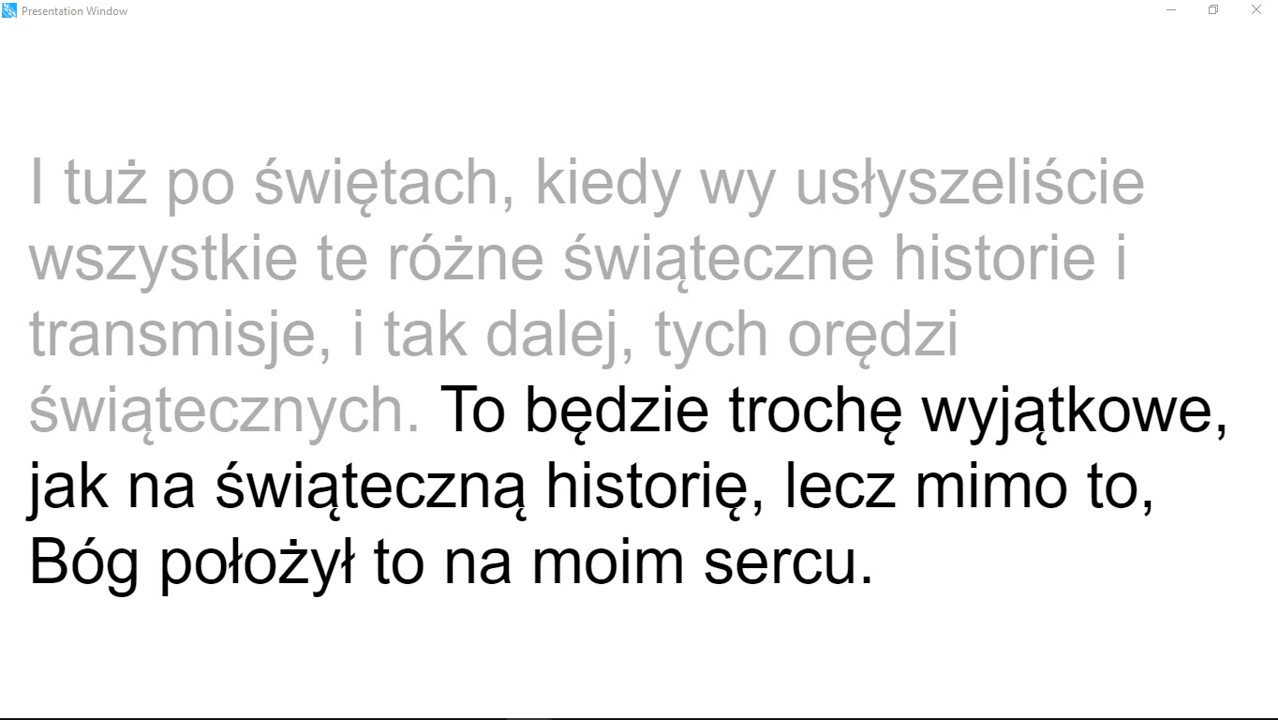 Presentation Window
I tuż po świętach, kiedy wy usłyszeliście
wszystkie te różne świąteczne historie i
transmisje, i tak dalej, tych orędzi
świątecznych. To będzie trochę wyjątkowe,
jak na świąteczną historię, lecz mimo to,
Bóg położył to na moim sercu.